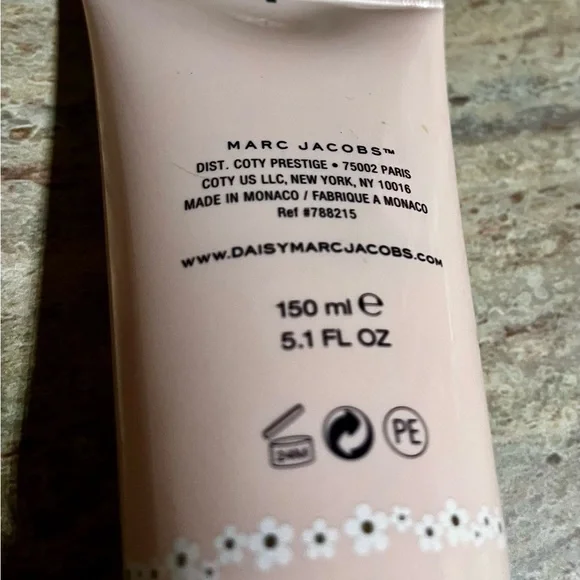 MARC JACOBS™
DIST. COTY PRESTIGE • 75002 PARIS
COTY US LLC, NEW YORK, NY 10016
MADE IN MONACO / FABRIQUE A MONACO
Ref #788215
WWW.DAISYMARCJACOBS.COM
150 ml ℮
5.1 FL OZ
24M PE